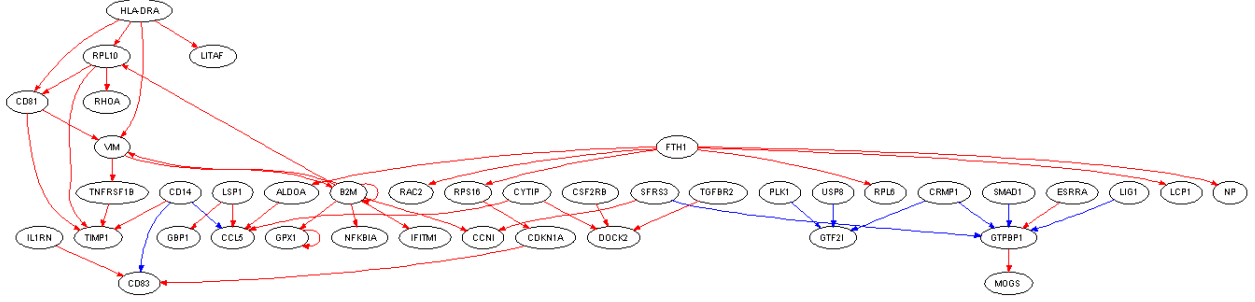 HLA-DRA
RPL10
LITAF
CD81
RHOA
VIM
FTH1
TNFRSF1B
CD14
LSP1
ALDOA
B2M
RAC2
RPS16
CYTIP
CSF2RB
SFRS3
TGFBR2
PLK1
USP8
RPL6
CRMP1
SMAD1
ESRRA
LIG1
LCP1
NP
IL1RN
TIMP1
GBP1
CCL5
GPX1
NFKBIA
IFITM1
CCNI
CDKN1A
DOCK2
GTF2I
GTPBP1
CD83
MOGS